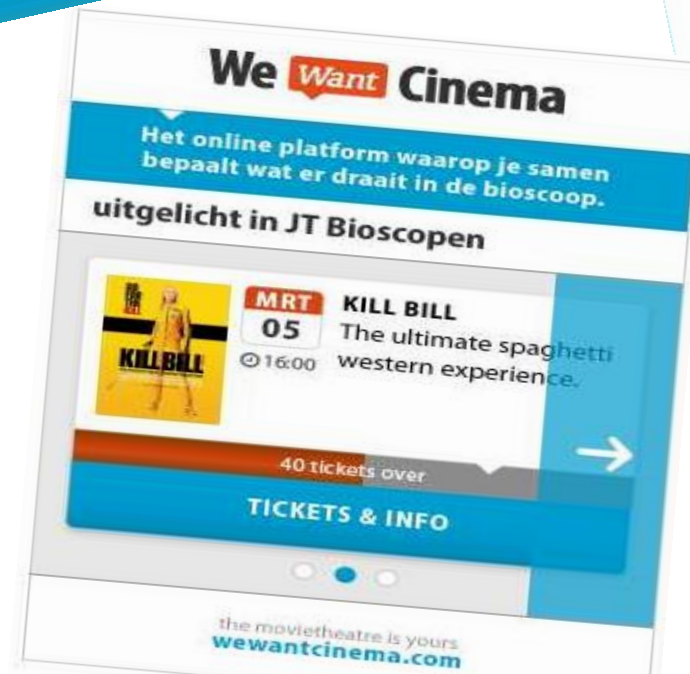 We Want Cinema
Het online platform waarop je samen
bepaalt wat er draait in de bioscoop.
uitgelicht in JT Bioscopen
KILL BILL
MRT
05
16:00
KILL BILL
The ultimate spaghetti
western experience.
40 tickets over
TICKETS & INFO
the movietheatre is yours
wewantcinema.com